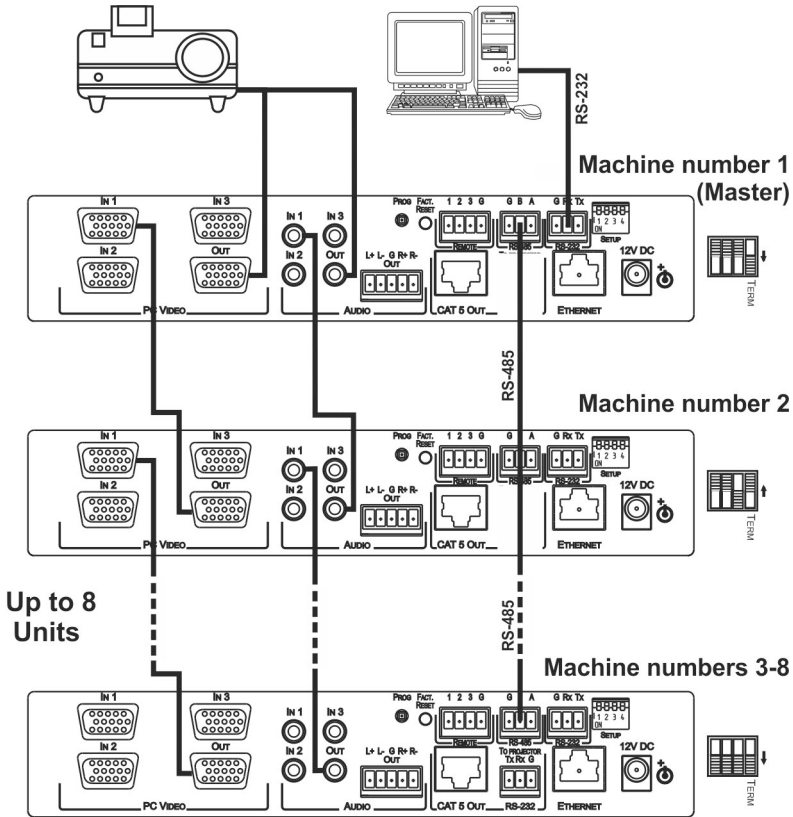 RS-232
Machine number 1
(Master)
IN 1
IN 3
IN 2
OUT
PC VIDEO
IN 1
IN 3
IN 2
OUT
L+ L- G R+ R-
OUT
AUDIO
PROG
FACT.
RESET
1 2 3 G
REMOTE
G B A
RS-485
G Rx Tx
RS-232
1 2 3 4
ON
SETUP
CAT 5 OUT
ETHERNET
12V DC
+
TERM
RS-485
Machine number 2
IN 1
IN 3
IN 2
OUT
PC VIDEO
IN 1
IN 3
IN 2
OUT
L+ L- G R+ R-
OUT
AUDIO
PROG
FACT.
RESET
1 2 3 G
REMOTE
G A
RS-485
G Rx Tx
RS-232
1 2 3 4
ON
SETUP
CAT 5 OUT
ETHERNET
12V DC
+
TERM
Up to 8
Units
RS-485
Machine numbers 3-8
IN 1
IN 3
IN 2
OUT
PC VIDEO
IN 1
IN 3
IN 2
OUT
L+ L- G R+ R-
OUT
AUDIO
PROG
FACT.
RESET
1 2 3 G
REMOTE
G A
RS-485
G Rx Tx
RS-232
1 2 3 4
ON
SETUP
TO PROJECTOR
Tx Rx G
CAT 5 OUT
RS-232
ETHERNET
12V DC
+
TERM